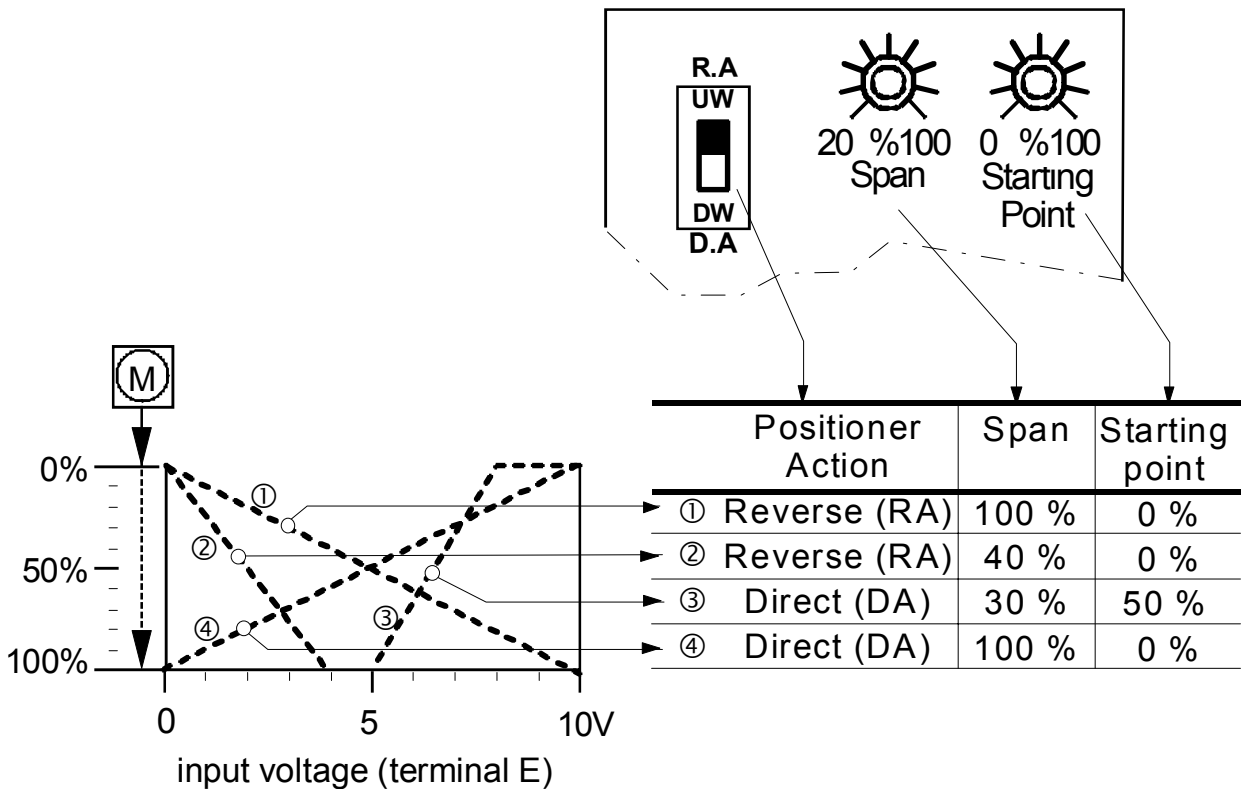 R.A
UW
DW
D.A
20 %100
Span
0 %100
Starting
Point
M
0%
50%
100%
①
②
③
④
0 5 10V
input voltage (terminal E)
Positioner Action Span Starting point
① Reverse (RA) 100 % 0 %
② Reverse (RA) 40 % 0 %
③ Direct (DA) 30 % 50 %
④ Direct (DA) 100 % 0 %